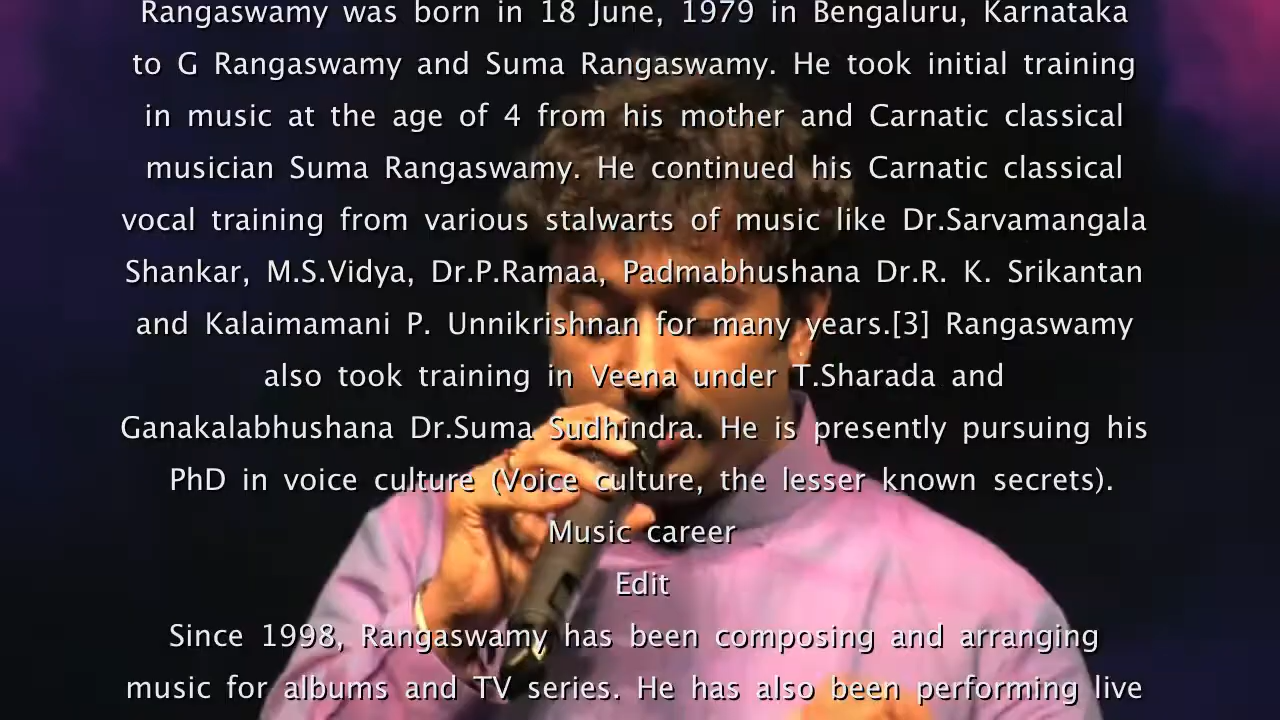 Rangaswamy was born in 18 June, 1979 in Bengaluru, Karnataka
to G Rangaswamy and Suma Rangaswamy. He took initial training
in music at the age of 4 from his mother and Carnatic classical
musician Suma Rangaswamy. He continued his Carnatic classical
vocal training from various stalwarts of music like Dr.Sarvamangala
Shankar, M.S.Vidya, Dr.P.Ramaa, Padmabhushana Dr.R. K. Srikantan
and Kalaimamani P. Unnikrishnan for many years.[3] Rangaswamy
also took training in Veena under T.Sharada and
Ganakalabhushana Dr.Suma Sudhindra. He is presently pursuing his
PhD in voice culture (Voice culture, the lesser known secrets).
Music career
Edit
Since 1998, Rangaswamy has been composing and arranging
music for albums and TV series. He has also been performing live